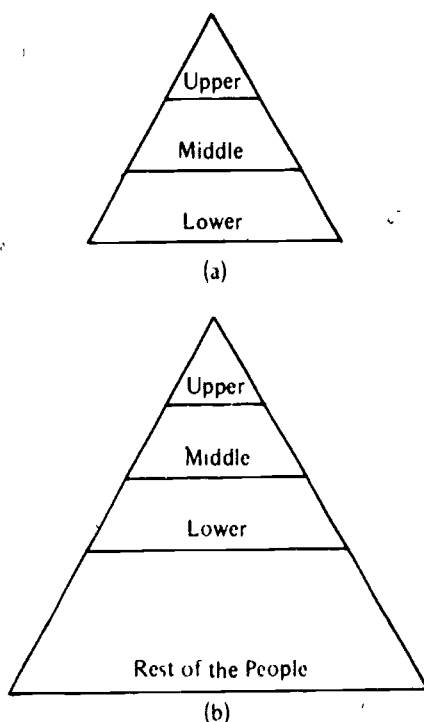 Upper
Middle
Lower
(a)
Upper
Middle
Lower
Rest of the People
(b)